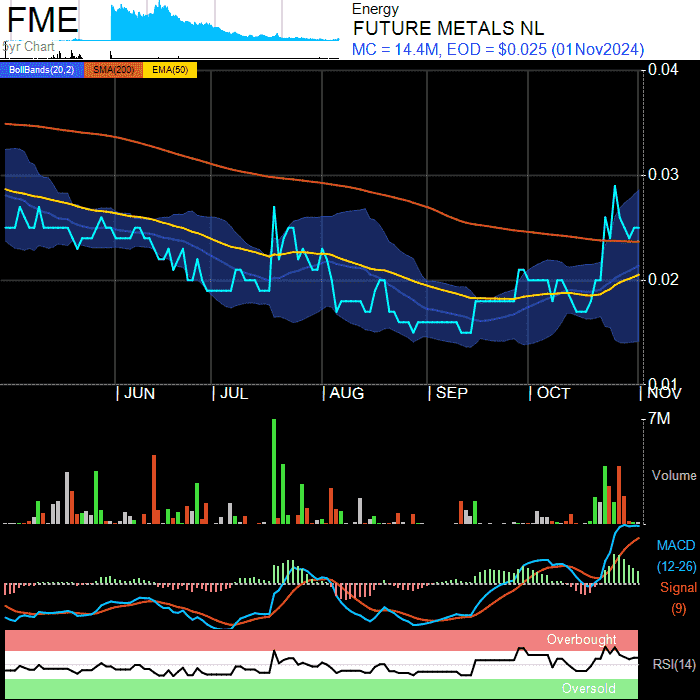 FME
Energy
FUTURE METALS NL
5yr Chart
MC = 14.4M, EOD = $0.025 (01Nov2024)
BollBands(20,2) SMA(200) EMA(50)
0.04
0.03
0.02
0.01
JUN JUL AUG SEP OCT NOV
7M
Volume
MACD
(12-26)
Signal
(9)
Overbought
RSI(14)
Oversold